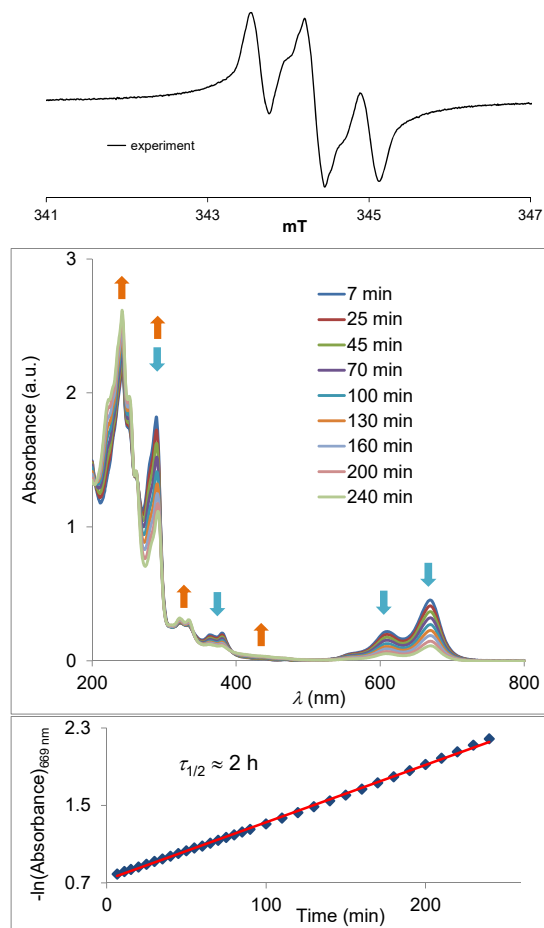 experiment
341 343 345 347
mT
3
2
1
0
Absorbance (a.u.)
7 min
25 min
45 min
70 min
100 min
130 min
160 min
200 min
240 min
200 400 600 800
λ (nm)
2.3
1.5
0.7
-ln(Absorbance)669 nm
τ1/2 ≈ 2 h
0 100 200
Time (min)